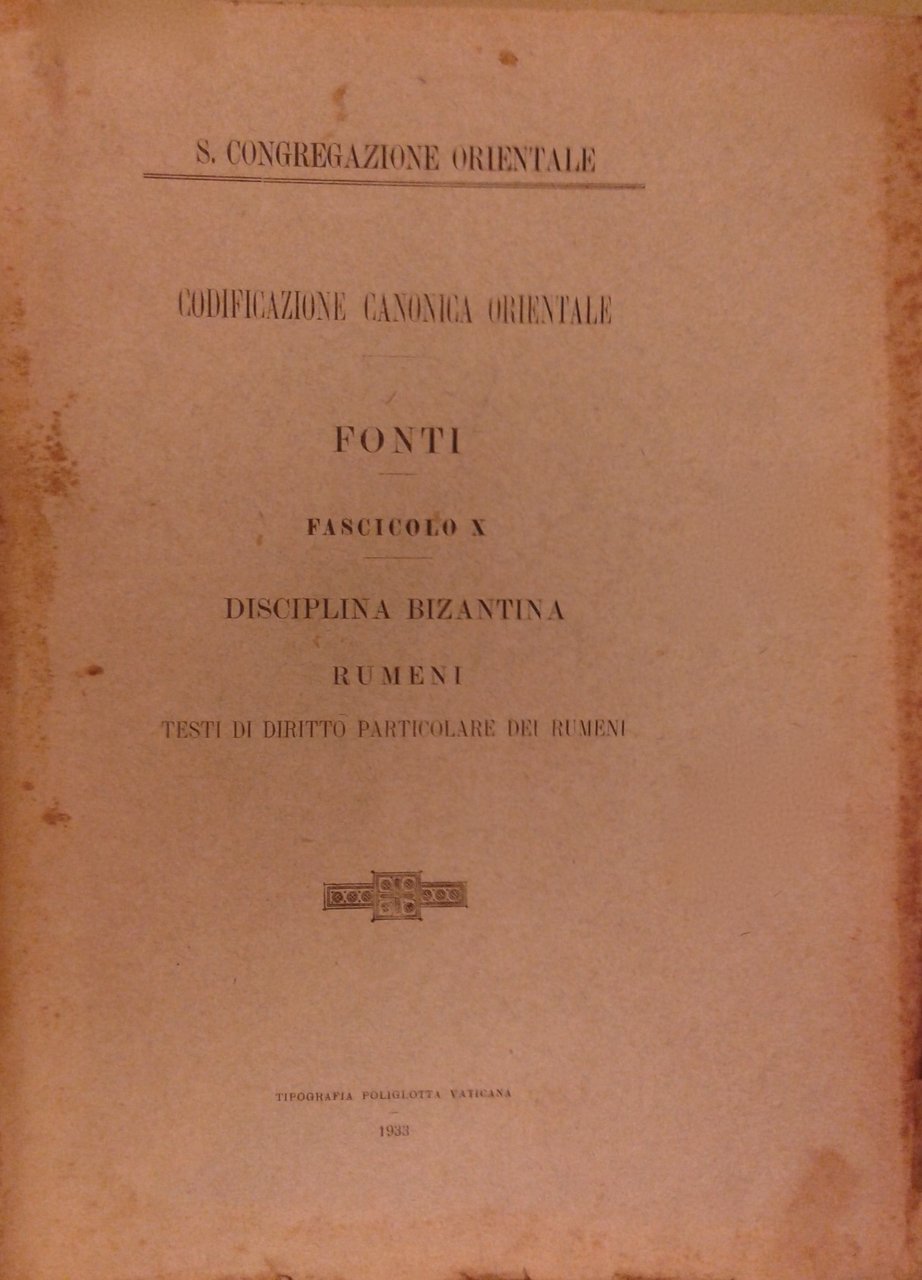 S. CONGREGAZIONE ORIENTALE
CODIFICAZIONE CANONICA ORIENTALE
FONTI
FASCICOLO X
DISCIPLINA BIZANTINA
RUMENI
TESTI DI DIRITTO PARTICOLARE DEI RUMENI
TIPOGRAFIA POLIGLOTTA VATICANA
1933